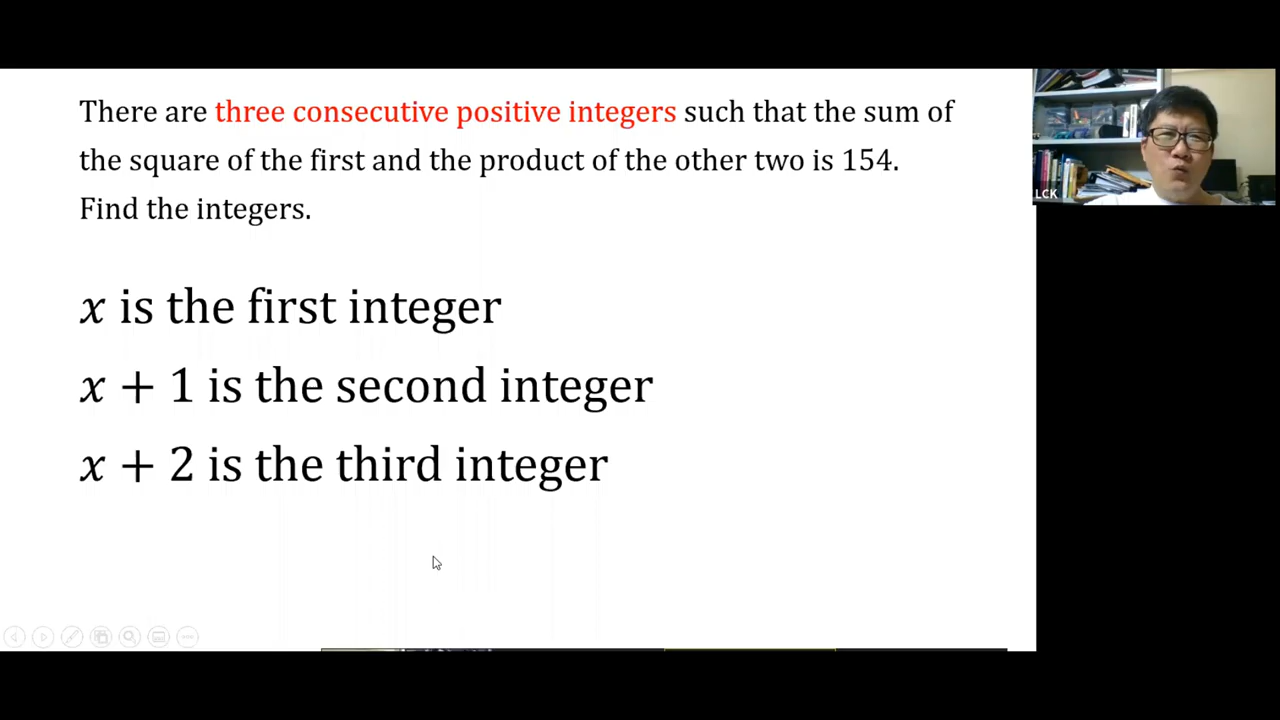 There are three consecutive positive integers such that the sum of
the square of the first and the product of the other two is 154.
Find the integers.
x is the first integer
x + 1 is the second integer
x + 2 is the third integer
LCK